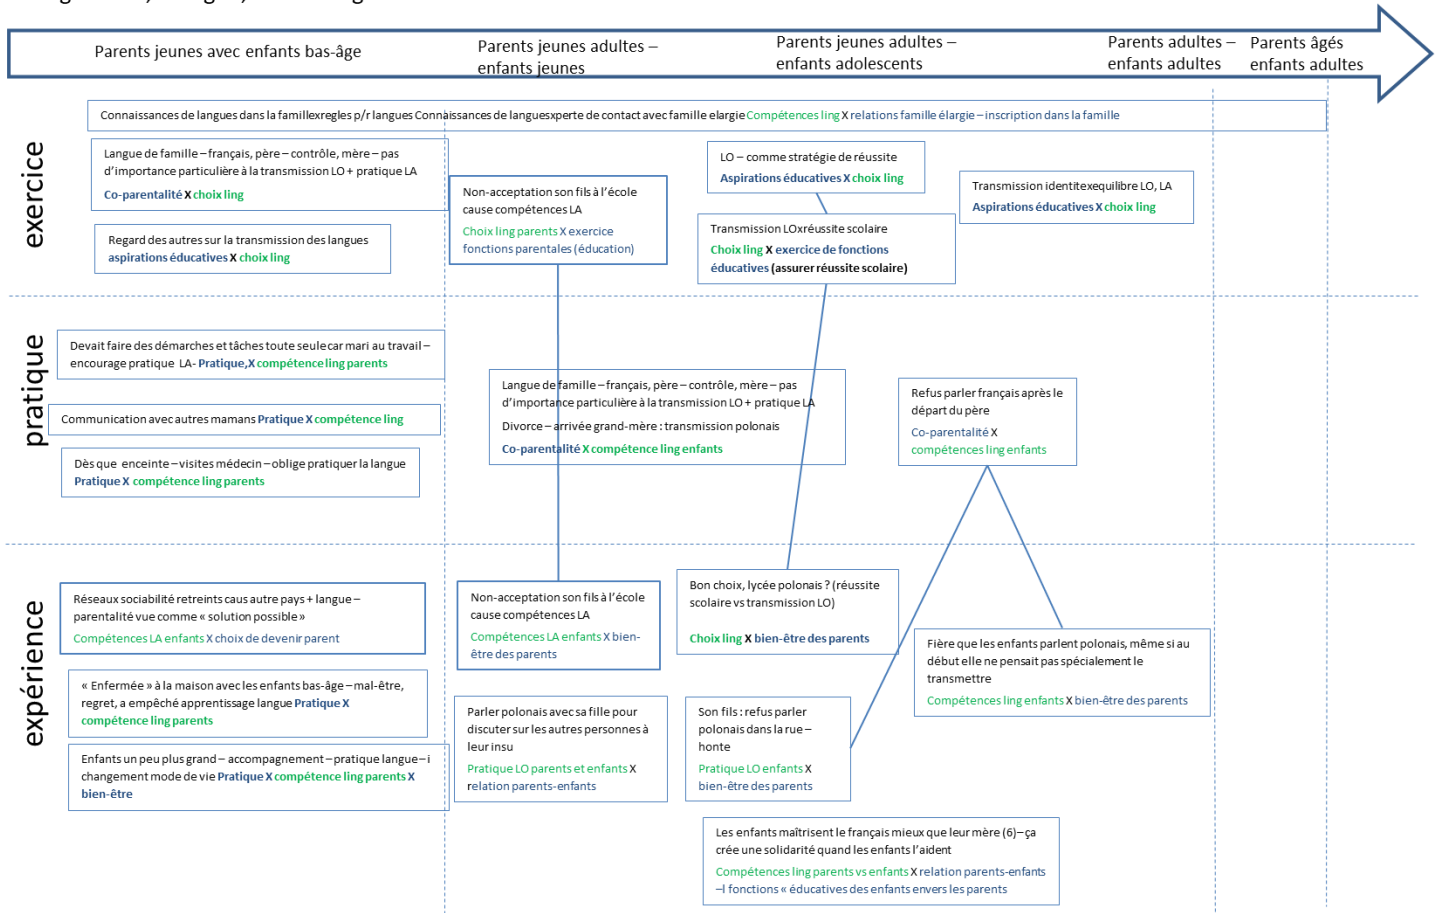 Parents jeunes avec enfants bas-âge
Parents jeunes adultes –
enfants jeunes
Parents jeunes adultes –
enfants adolescents
Parents adultes –
enfants adultes
Parents âgés
enfants adultes
exercice
Connaissances de langues dans la famillexregles p/r langues Connaissances de languesxperte de contact avec famille elargie Compétences ling X relations famille élargie – inscription dans la famille
Langue de famille – français, père – contrôle, mère – pas
d'importance particulière à la transmission LO + pratique LA
Co-parentalité X choix ling
Regard des autres sur la transmission des langues
aspirations éducatives X choix ling
Non-acceptation son fils à l'école
cause compétences LA
Choix ling parents X exercice
fonctions parentales (éducation)
LO – comme stratégie de réussite
Aspirations éducatives X choix ling
Transmission LOxréussite scolaire
Choix ling X exercice de fonctions
éducatives (assurer réussite scolaire)
Transmission identitexequilibre LO, LA
Aspirations éducatives X choix ling
pratique
Devait faire des démarches et tâches toute seule car mari au travail –
encourage pratique LA- Pratique,X compétence ling parents
Communication avec autres mamans Pratique X compétence ling
Dès que enceinte – visites médecin – oblige pratiquer la langue
Pratique X compétence ling parents
Langue de famille – français, père – contrôle, mère – pas
d'importance particulière à la transmission LO + pratique LA
Divorce – arrivée grand-mère : transmission polonais
Co-parentalité X compétence ling enfants
Refus parler français après le
départ du père
Co-parentalité X
compétences ling enfants
expérience
Réseaux sociabilité retreints caus autre pays + langue –
parentalité vue comme « solution possible »
Compétences LA enfants X choix de devenir parent
« Enfermée » à la maison avec les enfants bas-âge – mal-être,
regret, a empêché apprentissage langue Pratique X
compétence ling parents
Enfants un peu plus grand – accompagnement – pratique langue – i
changement mode de vie Pratique X compétence ling parents X
bien-être
Non-acceptation son fils à l'école
cause compétences LA
Compétences LA enfants X bien-
être des parents
Parler polonais avec sa fille pour
discuter sur les autres personnes à
leur insu
Pratique LO parents et enfants X
relation parents-enfants
Bon choix, lycée polonais ? (réussite
scolaire vs transmission LO)
Choix ling X bien-être des parents
Son fils : refus parler
polonais dans la rue –
honte
Pratique LO enfants X
bien-être des parents
Fière que les enfants parlent polonais, même si au
début elle ne pensait pas spécialement le
transmettre
Compétences ling enfants X bien-être des parents
Les enfants maîtrisent le français mieux que leur mère (6) – ça
crée une solidarité quand les enfants l'aident
Compétences ling parents vs enfants X relation parents-enfants
–I fonctions « éducatives des enfants envers les parents